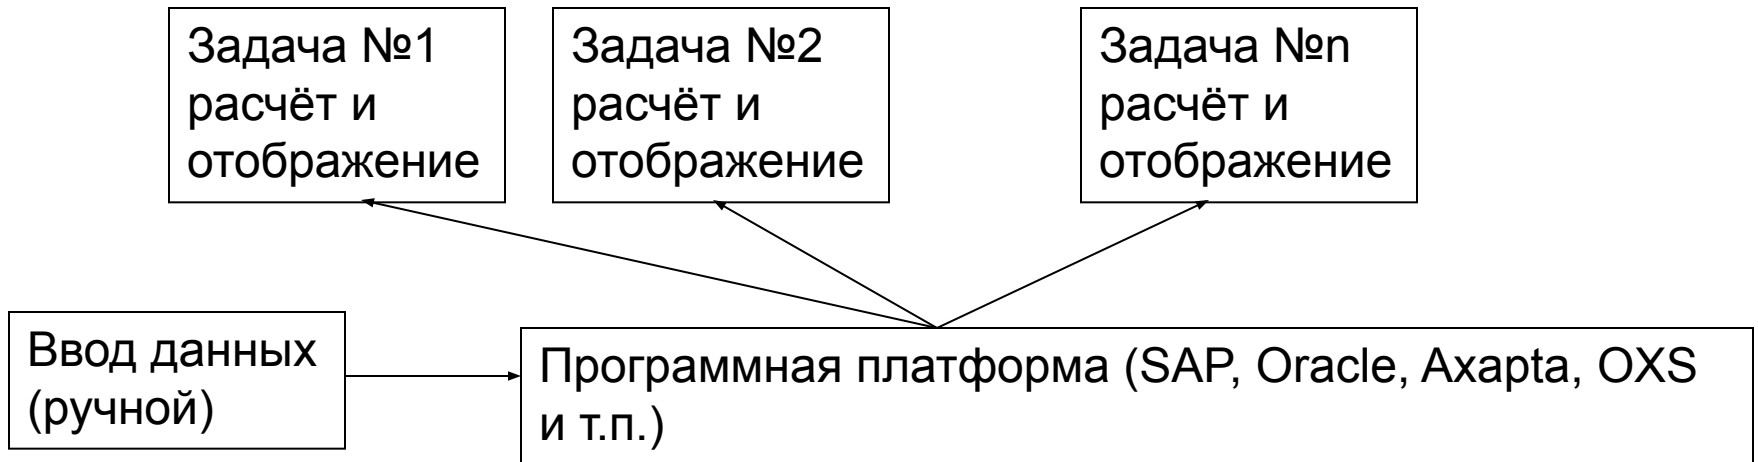 Задача №1
расчёт и
отображение
Задача №2
расчёт и
отображение
Задача №n
расчёт и
отображение
Ввод данных
(ручной)
Программная платформа (SAP, Oracle, Axapta, OXS
и т.п.)